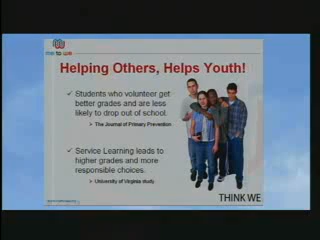 me to we
Helping Others, Helps Youth!
✓ Students who volunteer get
better grades and are less
likely to drop out of school.
➤ The Journal of Primary Prevention
✓ Service Learning leads to
higher grades and more
responsible choices.
➤ University of Virginia study
THINK WE